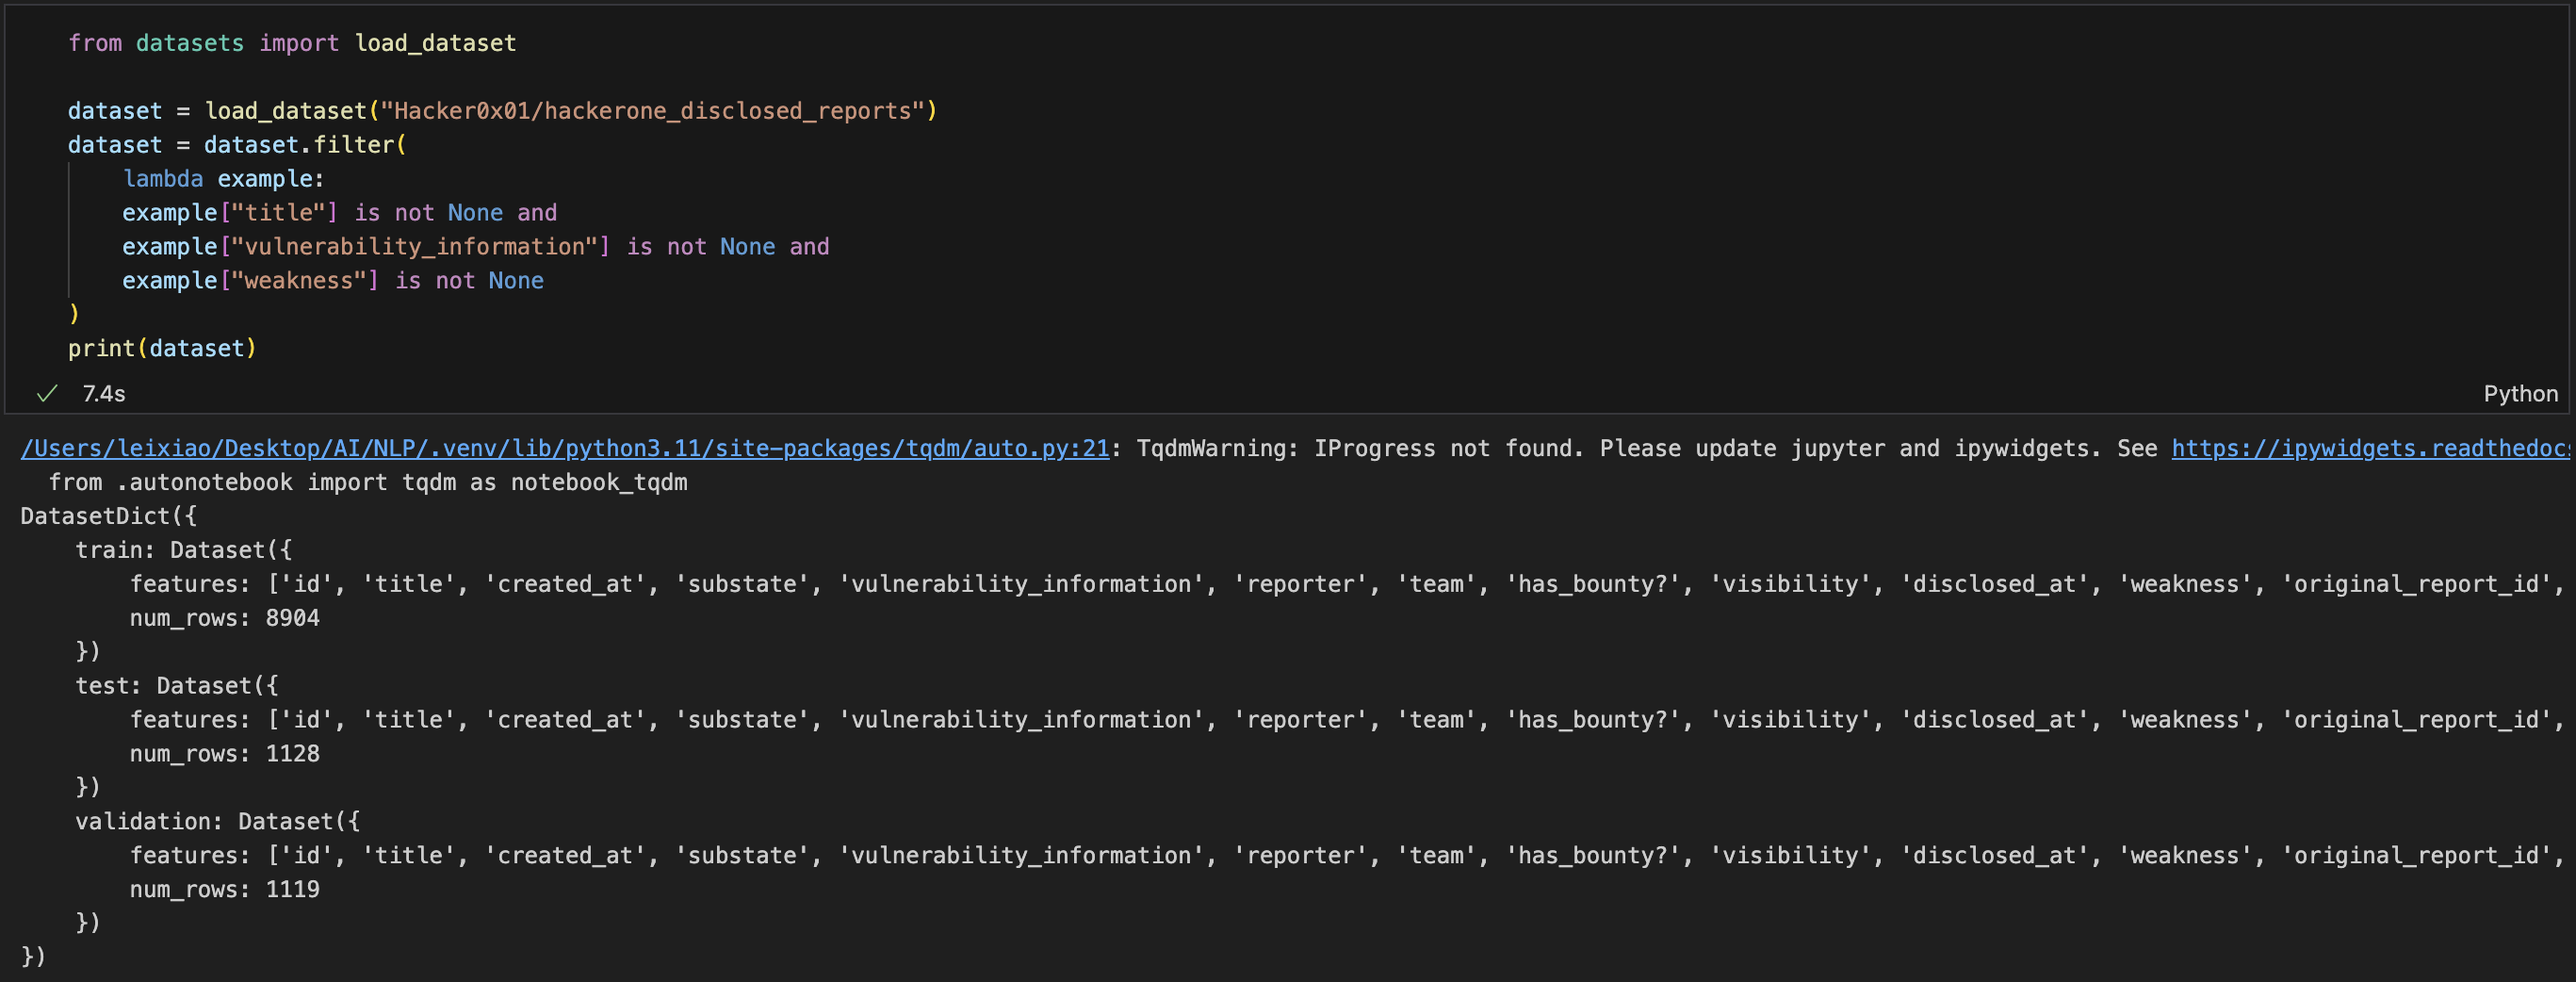 from datasets import load_dataset
dataset = load_dataset("Hacker0x01/hackerone_disclosed_reports")
dataset = dataset.filter(
lambda example:
example["title"] is not None and
example["vulnerability_information"] is not None and
example["weakness"] is not None
)
print(dataset)
✓ 7.4s Python
/Users/leixiao/Desktop/AI/NLP/.venv/lib/python3.11/site-packages/tqdm/auto.py:21: TqdmWarning: IProgress not found. Please update jupyter and ipywidgets. See https://ipywidgets.readthedocs
from .autonotebook import tqdm as notebook_tqdm
DatasetDict({
train: Dataset({
features: ['id', 'title', 'created_at', 'substate', 'vulnerability_information', 'reporter', 'team', 'has_bounty?', 'visibility', 'disclosed_at', 'weakness', 'original_report_id',
num_rows: 8904
})
test: Dataset({
features: ['id', 'title', 'created_at', 'substate', 'vulnerability_information', 'reporter', 'team', 'has_bounty?', 'visibility', 'disclosed_at', 'weakness', 'original_report_id',
num_rows: 1128
})
validation: Dataset({
features: ['id', 'title', 'created_at', 'substate', 'vulnerability_information', 'reporter', 'team', 'has_bounty?', 'visibility', 'disclosed_at', 'weakness', 'original_report_id',
num_rows: 1119
})
})